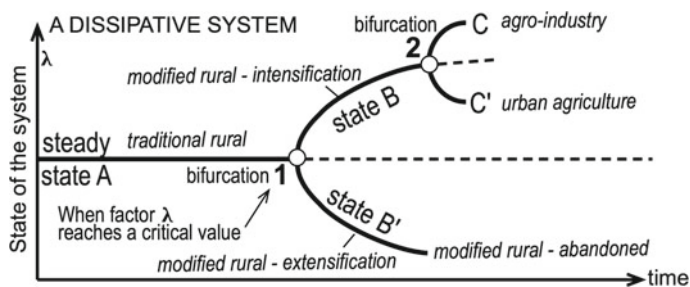 A DISSIPATIVE SYSTEM
State of the system
λ
bifurcation
2
C
agro-industry
modified rural - intensification
state B
C'
urban agriculture
steady
traditional rural
state A
bifurcation 1
When factor λ
reaches a critical value
state B'
modified rural - extensification
modified rural - abandoned
time